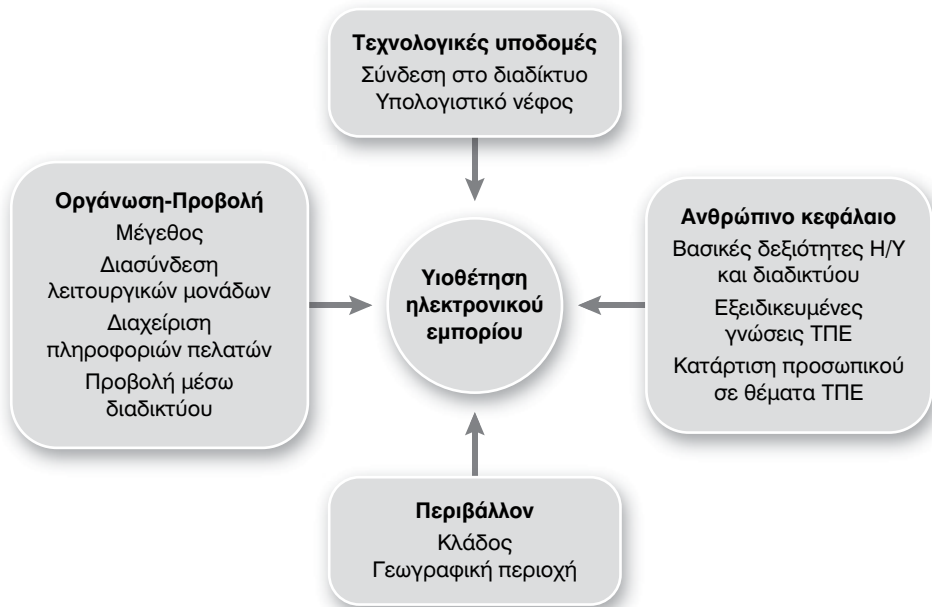 Τεχνολογικές υποδομές
Σύνδεση στο διαδίκτυο
Υπολογιστικό νέφος
Οργάνωση-Προβολή
Μέγεθος
Διασύνδεση
λειτουργικών μονάδων
Διαχείριση
πληροφοριών πελατών
Προβολή μέσω
διαδικτύου
Υιοθέτηση
ηλεκτρονικού
εμπορίου
Ανθρώπινο κεφάλαιο
Βασικές δεξιότητες Η/Υ
και διαδικτύου
Εξειδικευμένες
γνώσεις ΤΠΕ
Κατάρτιση προσωπικού
σε θέματα ΤΠΕ
Περιβάλλον
Κλάδος
Γεωγραφική περιοχή